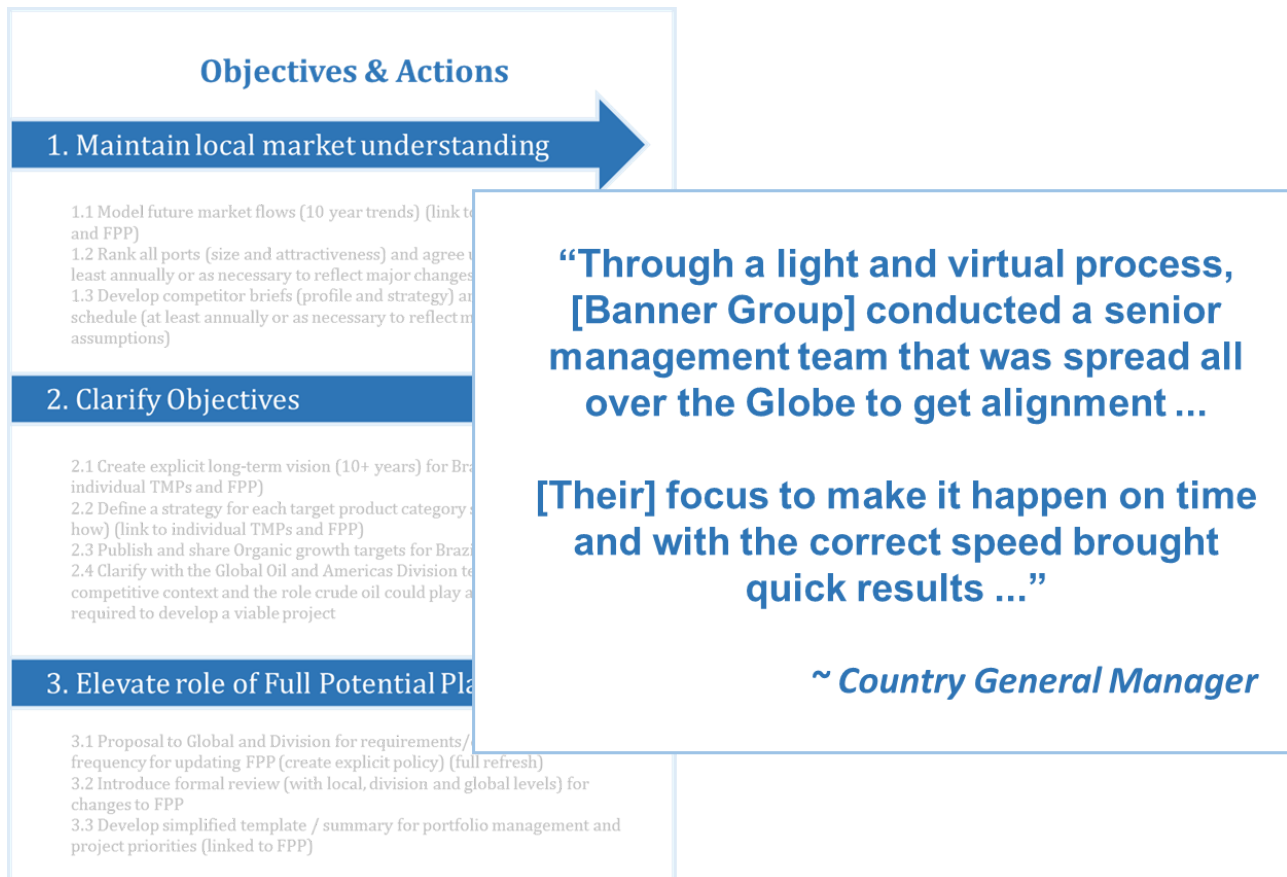 Objectives & Actions
1. Maintain local market understanding
1.1 Model future market flows (10 year trends) (link to
and FPP)
1.2 Rank all ports (size and attractiveness) and agree
least annually or as necessary to reflect major changes
1.3 Develop competitor briefs (profile and strategy)
schedule (at least annually or as necessary to reflect
assumptions)
2. Clarify Objectives
2.1 Create explicit long-term vision (10+ years) for
individual TMPs and FPP)
2.2 Define a strategy for each target product category
how) (link to individual TMPs and FPP)
2.3 Publish and share Organic growth targets for
2.4 Clarify with the Global Oil and Americas Division
competitive context and the role crude oil could play
required to develop a viable project
3. Elevate role of Full Potential
3.1 Proposal to Global and Division for requirements/
frequency for updating FPP (create explicit policy) (full refresh)
3.2 Introduce formal review (with local, division and global levels) for
changes to FPP
3.3 Develop simplified template / summary for portfolio management and
project priorities (linked to FPP)
“Through a light and virtual process,
[Banner Group] conducted a senior
management team that was spread all
over the Globe to get alignment ...
[Their] focus to make it happen on time
and with the correct speed brought
quick results ...”
~ Country General Manager